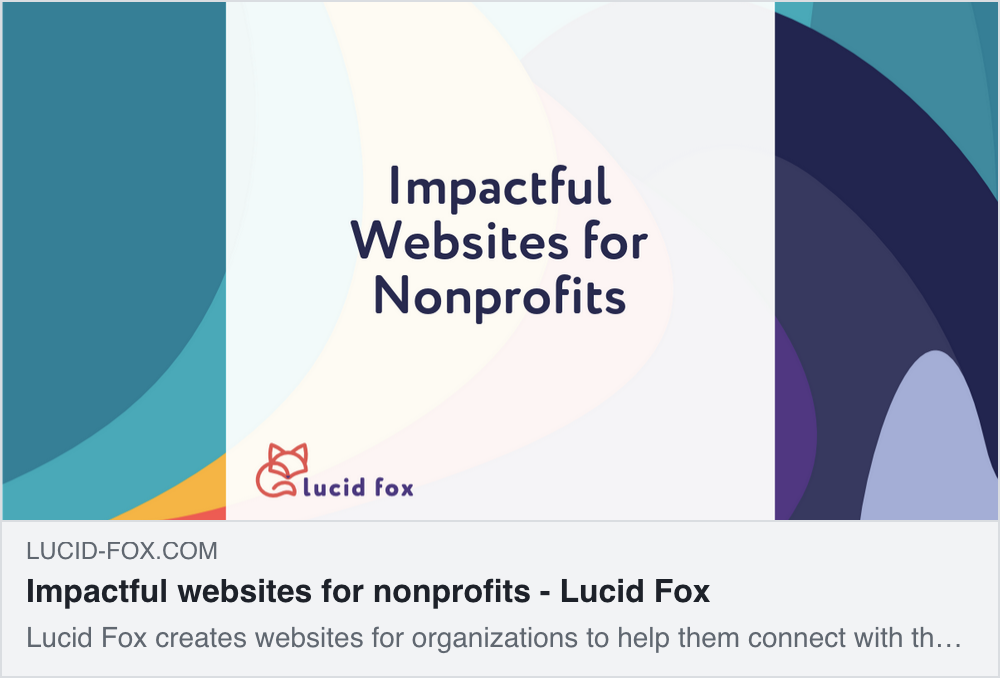 Impactful
Websites for
Nonprofits
lucid fox
LUCID-FOX.COM
Impactful websites for nonprofits - Lucid Fox
Lucid Fox creates websites for organizations to help them connect with th…